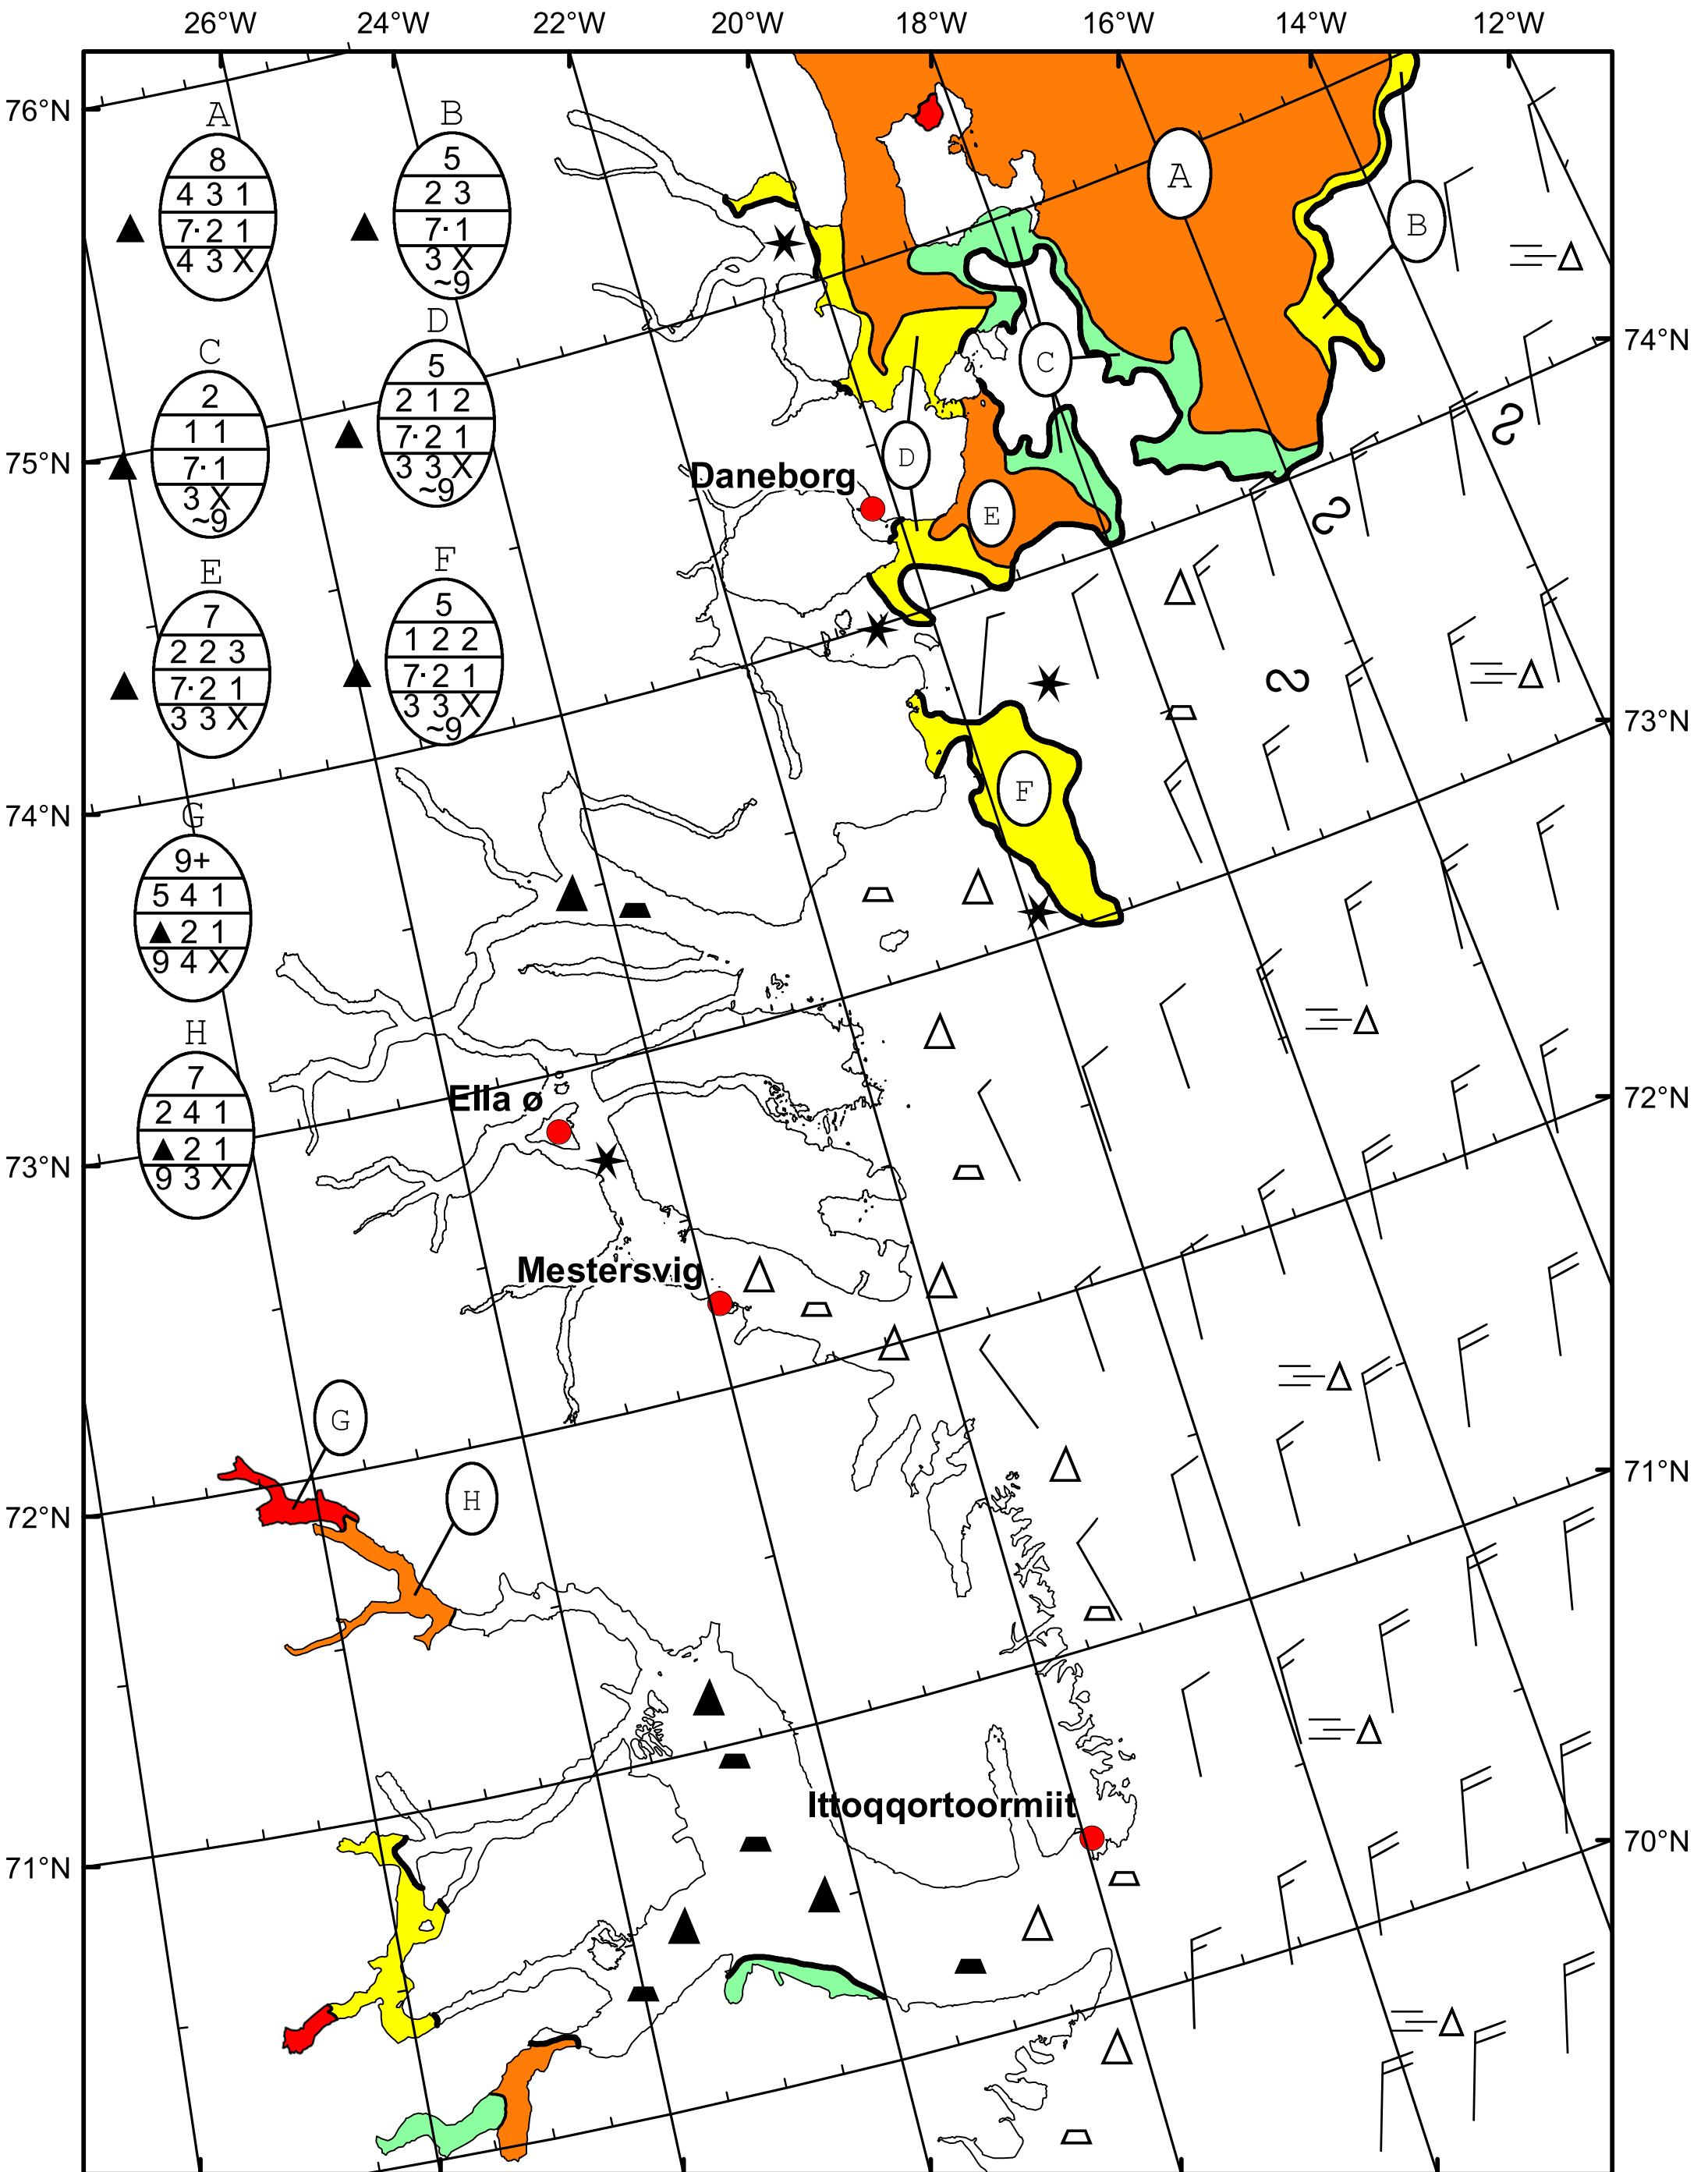 26°W 24°W 22°W 20°W 18°W 16°W 14°W 12°W
76°N
75°N
74°N
73°N
72°N
71°N
74°N
73°N
72°N
71°N
70°N
A
8
4 3 1
7· 2 1
4 3 X
B
5
2 3
7· 1
3 X
~9
C
2
1 1
7· 1
3 X
~9
D
5
2 1 2
7· 2 1
3 3 X
~9
E
7
2 2 3
7· 2 1
3 3 X
F
5
1 2 2
7· 2 1
3 3 X
~9
G
9+
5 4 1
▲ 2 1
9 4 X
H
7
2 4 1
▲ 2 1
9 3 X
A
B
C
D
E
F
G
H
Daneborg
Ella ø
Mestersvig
Ittoqqortoormiit